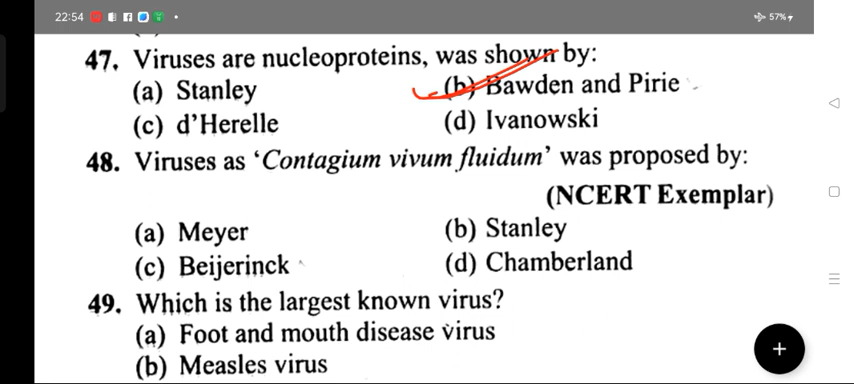 22:54
57%
47. Viruses are nucleoproteins, was shown by:
(a) Stanley (b) Bawden and Pirie
(c) d'Herelle (d) Ivanowski
48. Viruses as 'Contagium vivum fluidum' was proposed by:
(NCERT Exemplar)
(a) Meyer (b) Stanley
(c) Beijerinck (d) Chamberland
49. Which is the largest known virus?
(a) Foot and mouth disease virus
(b) Measles virus